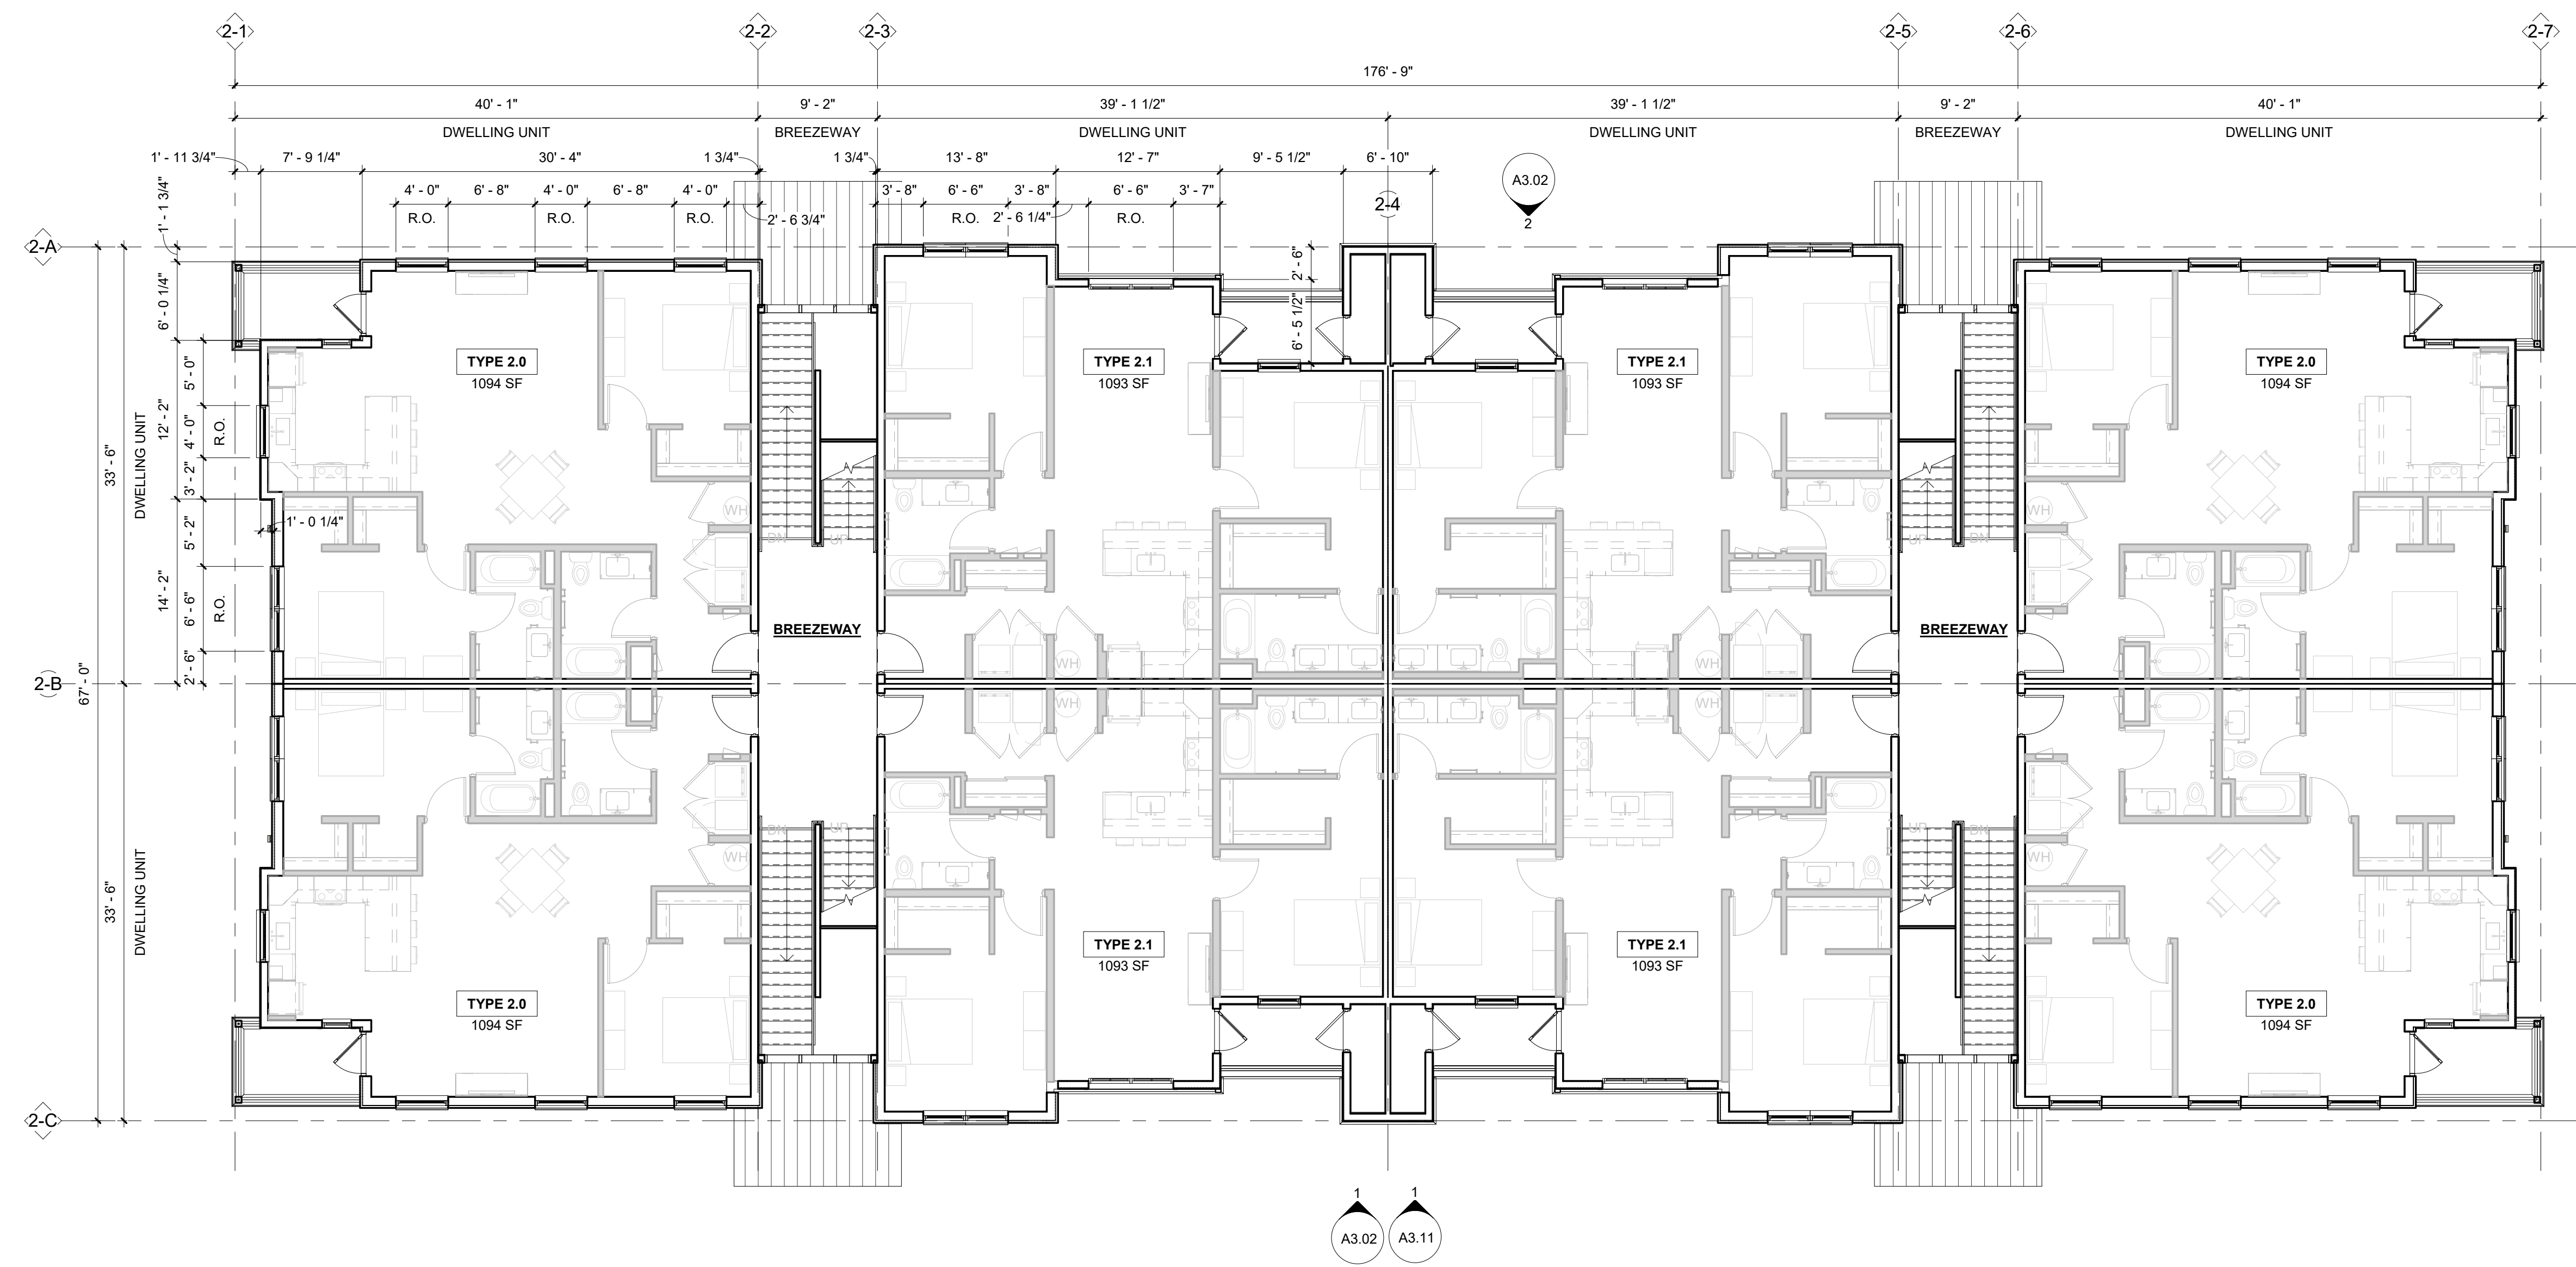 2-1 2-2 2-3 2-5 2-6 2-7
176' - 9"
40' - 1" 9' - 2" 39' - 1 1/2" 39' - 1 1/2" 9' - 2" 40' - 1"
DWELLING UNIT BREEZEWAY DWELLING UNIT DWELLING UNIT BREEZEWAY DWELLING UNIT
1' - 11 3/4" 7' - 9 1/4" 30' - 4" 1 3/4" 1 3/4" 13' - 8" 12' - 7" 9' - 5 1/2" 6' - 10"
4' - 0" 6' - 8" 4' - 0" 6' - 8" 4' - 0" 3' - 8" 6' - 6" 3' - 8" 6' - 6" 3' - 7"
R.O. R.O. R.O. 2' - 6 3/4" R.O. 2' - 6 1/4" R.O.
2-4
A3.02
2
1' - 1 3/4"
2-A
6' - 0 1/4"
2' - 6"
6' - 5 1/2"
TYPE 2.0 TYPE 2.1 TYPE 2.1 TYPE 2.0
1094 SF 1093 SF 1093 SF 1094 SF
5' - 0"
12' - 2"
4' - 0"
R.O.
3' - 2"
33' - 6"
DWELLING UNIT
1' - 0 1/4"
WH WH
DN UP UP DN
5' - 2"
14' - 2"
6' - 6"
R.O.
2' - 6"
BREEZEWAY BREEZEWAY
WH WH
2-B
67' - 0"
WH WH
DN UP UP DN
WH WH
33' - 6"
DWELLING UNIT
TYPE 2.1 TYPE 2.1
1093 SF 1093 SF
TYPE 2.0 TYPE 2.0
1094 SF 1094 SF
2-C
1 1
A3.02 A3.11